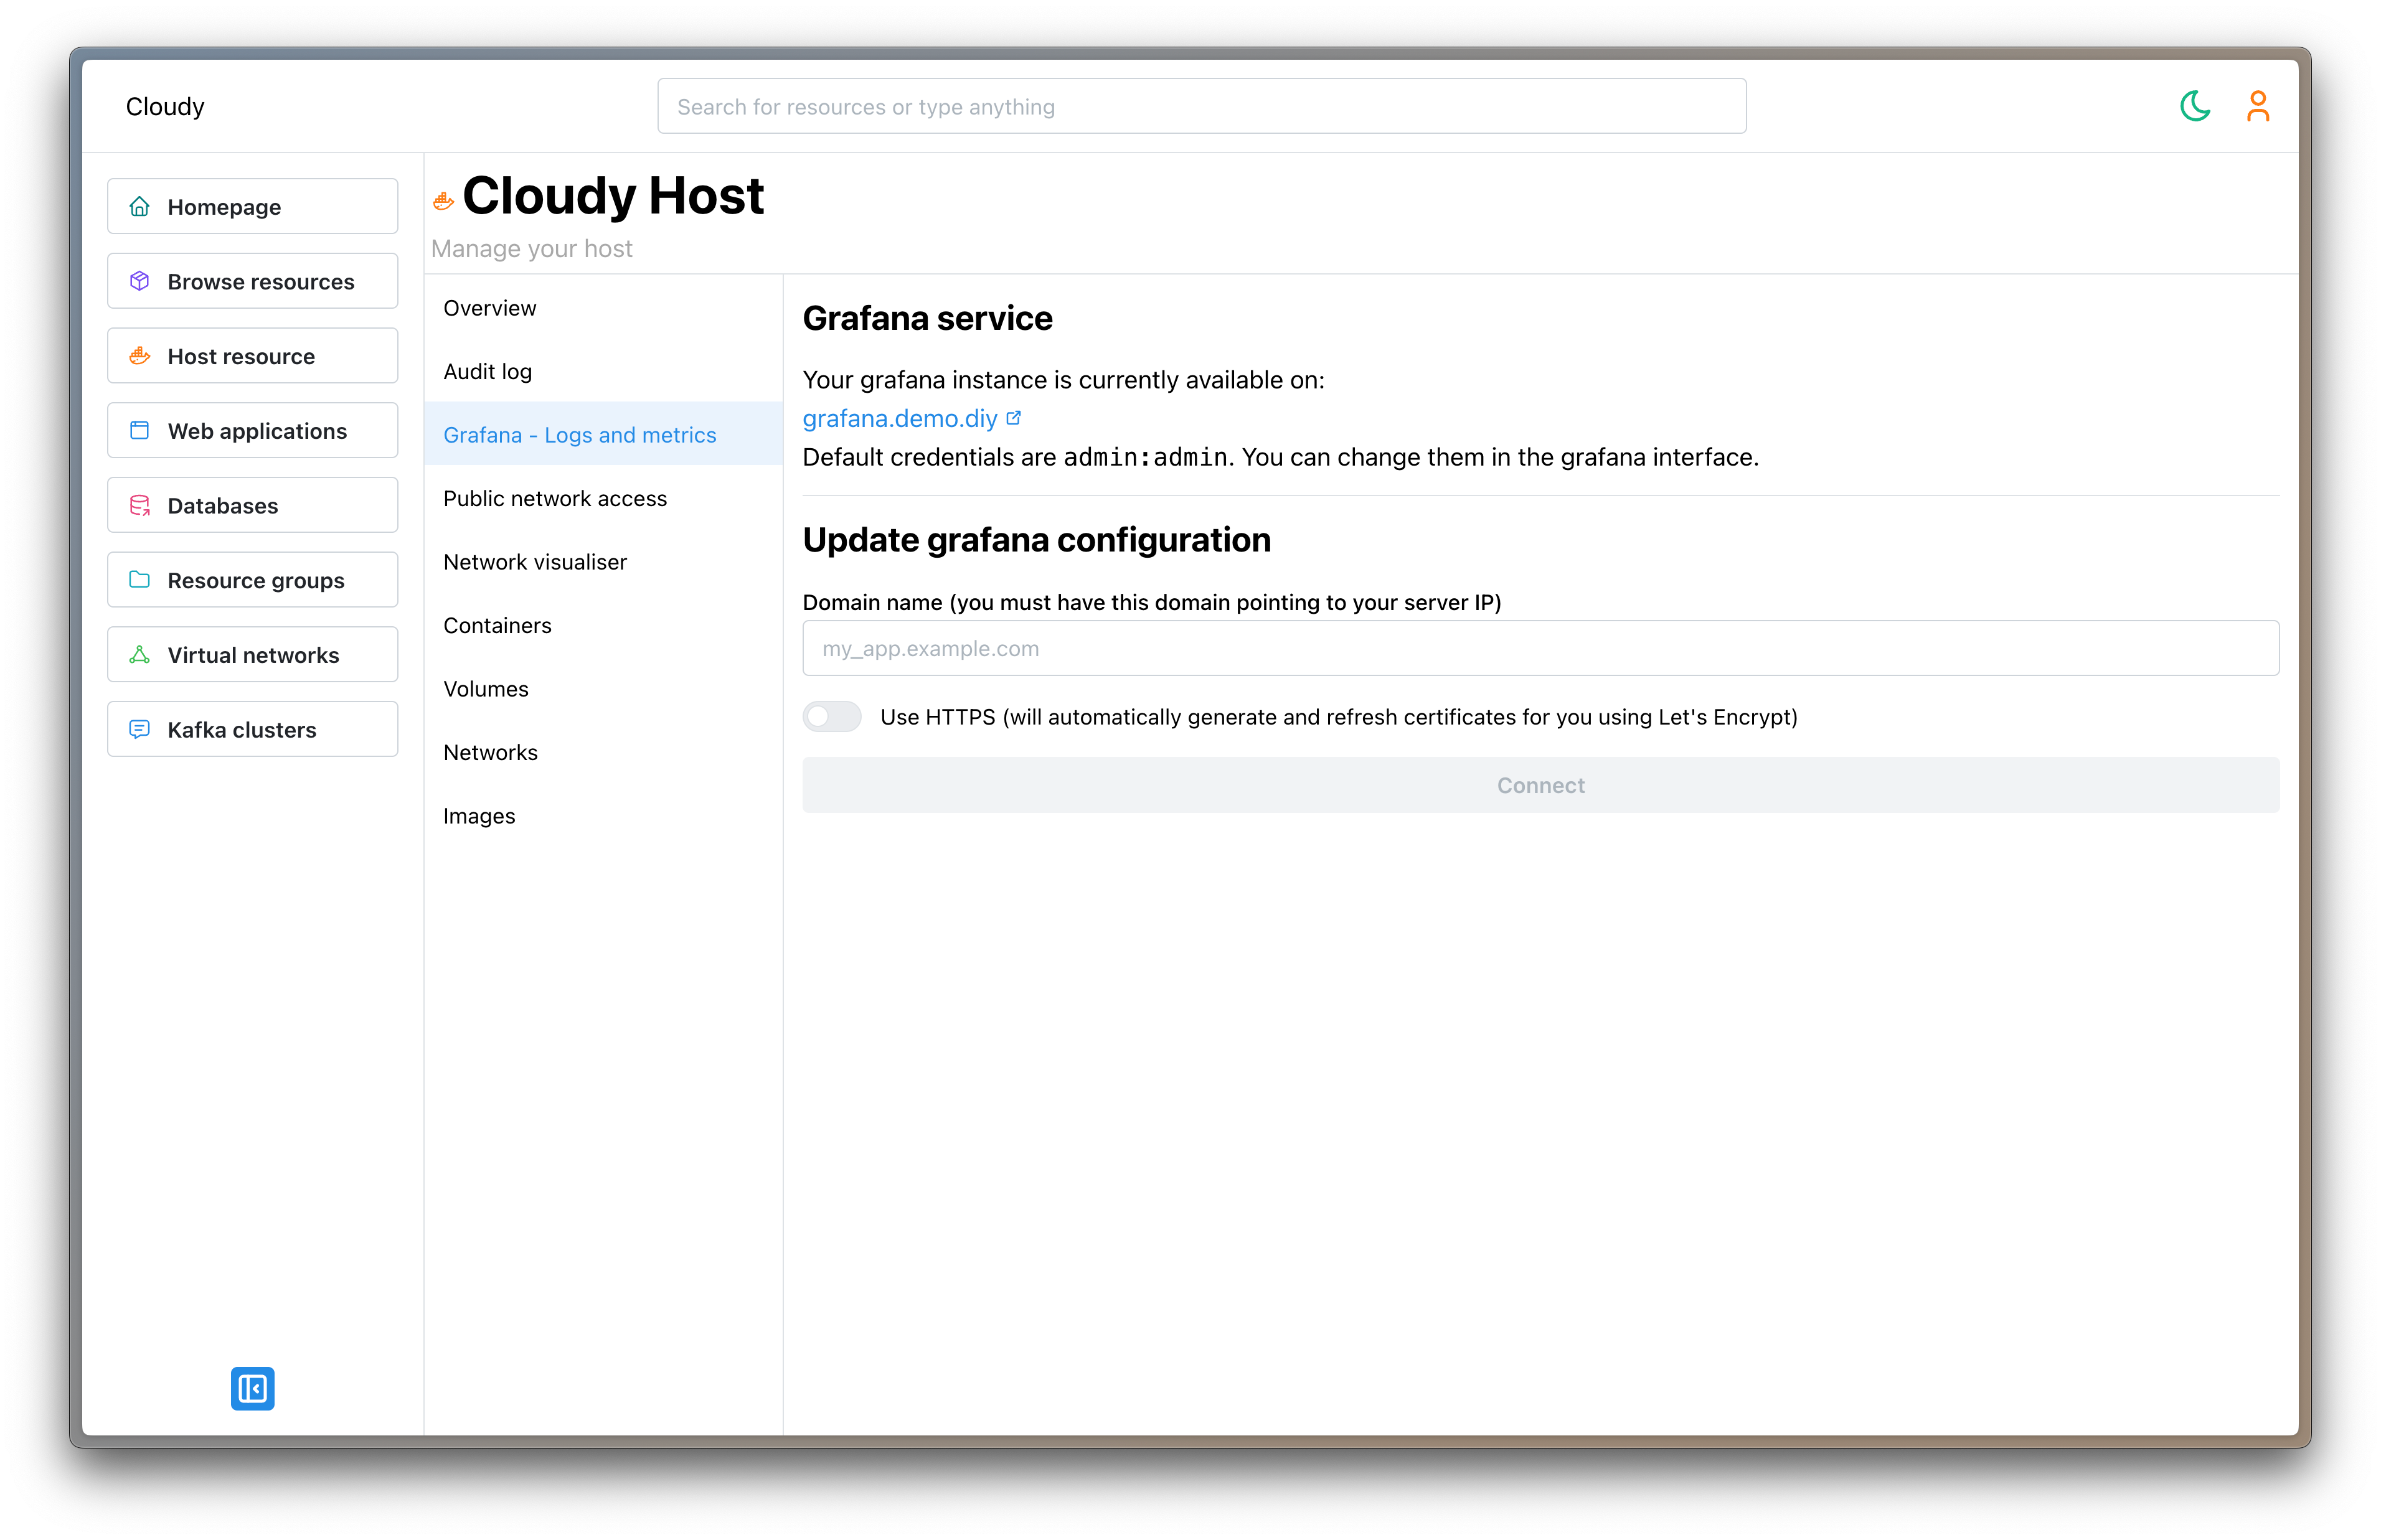 Cloudy
Search for resources or type anything
Homepage
Browse resources
Host resource
Web applications
Databases
Resource groups
Virtual networks
Kafka clusters
Cloudy Host
Manage your host
Overview
Audit log
Grafana - Logs and metrics
Public network access
Network visualiser
Containers
Volumes
Networks
Images
Grafana service
Your grafana instance is currently available on:
grafana.demo.diy
Default credentials are admin:admin. You can change them in the grafana interface.
Update grafana configuration
Domain name (you must have this domain pointing to your server IP)
my_app.example.com
Use HTTPS (will automatically generate and refresh certificates for you using Let's Encrypt)
Connect